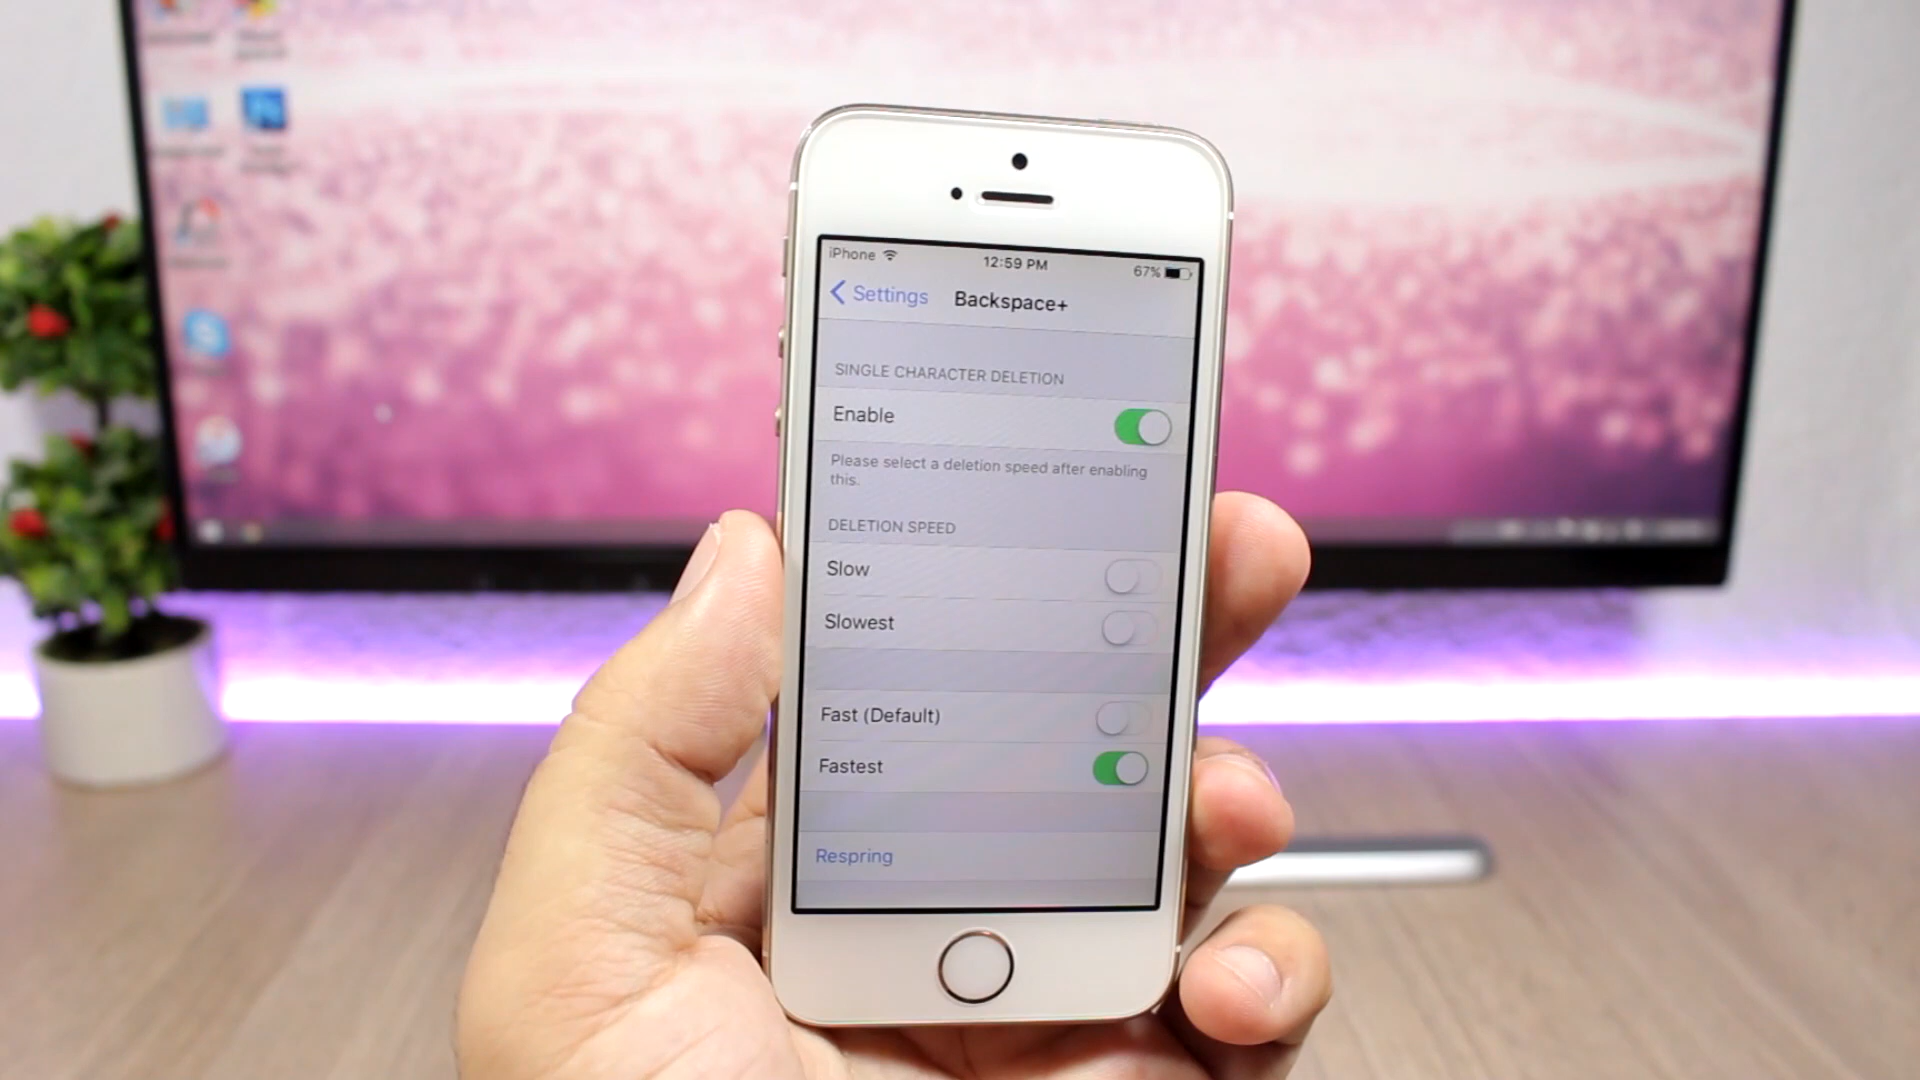 iPhone
12:59 PM
67%
Settings
Backspace+
SINGLE CHARACTER DELETION
Enable
Please select a deletion speed after enabling
this.
DELETION SPEED
Slow
Slowest
Fast (Default)
Fastest
Respring